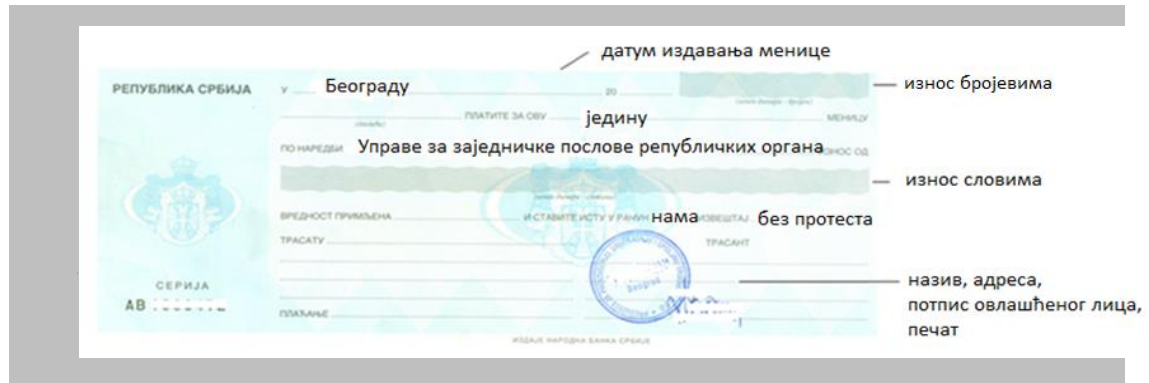 датум издавања менице
РЕПУБЛИКА СРБИЈА У Београду 20 износ бројевима
ПЛАТИТЕ ЗА ОВУ једину МЕНИЦУ
ПО НАРЕДБИ Управе за заједничке послове републичких органа ИЗНОС ОД
износ словима
ВРЕДНОСТ ПРИМЉЕНА И СТАВИТЕ ИСТУ У РАЧУН нама ИЗВЕШТАЈ без протеста
ТРАСАТУ ТРАСАНТ
Beograd
СЕРИЈА
АВ
назив, адреса,
потпис овлашћеног лица,
печат
ПЛАЋАЊЕ
ИЗДАЈЕ НАРОДНА БАНКА СРБИЈЕ